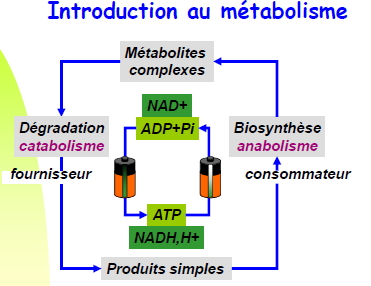 Introduction au métabolisme
Métabolites
complexes
NAD+
ADP+Pi
Dégradation
catabolisme
fournisseur
Biosynthèse
anabolisme
consommateur
ATP
NADH,H+
Produits simples